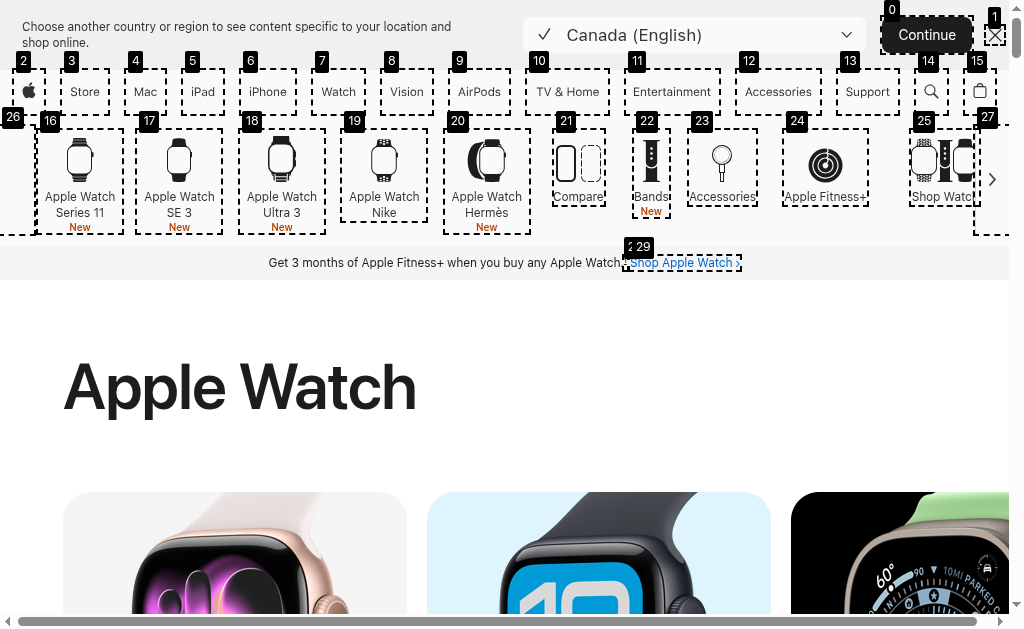 Choose another country or region to see content specific to your location and
shop online.
Canada (English)
Continue
0
1
2
3
4
5
6
7
8
9
10
11
12
13
14
15
Store
Mac
iPad
iPhone
Watch
Vision
AirPods
TV & Home
Entertainment
Accessories
Support
26
16
17
18
19
20
21
22
23
24
25
27
Apple Watch
Series 11
New
Apple Watch
SE 3
New
Apple Watch
Ultra 3
New
Apple Watch
Nike
Apple Watch
Hermès
New
Compare
Bands
New
Accessories
Apple Fitness+
Shop Watc
29
Get 3 months of Apple Fitness+ when you buy any Apple Watch.
Shop Apple Watch ›
Apple Watch
60°
90
10MI PARKED C